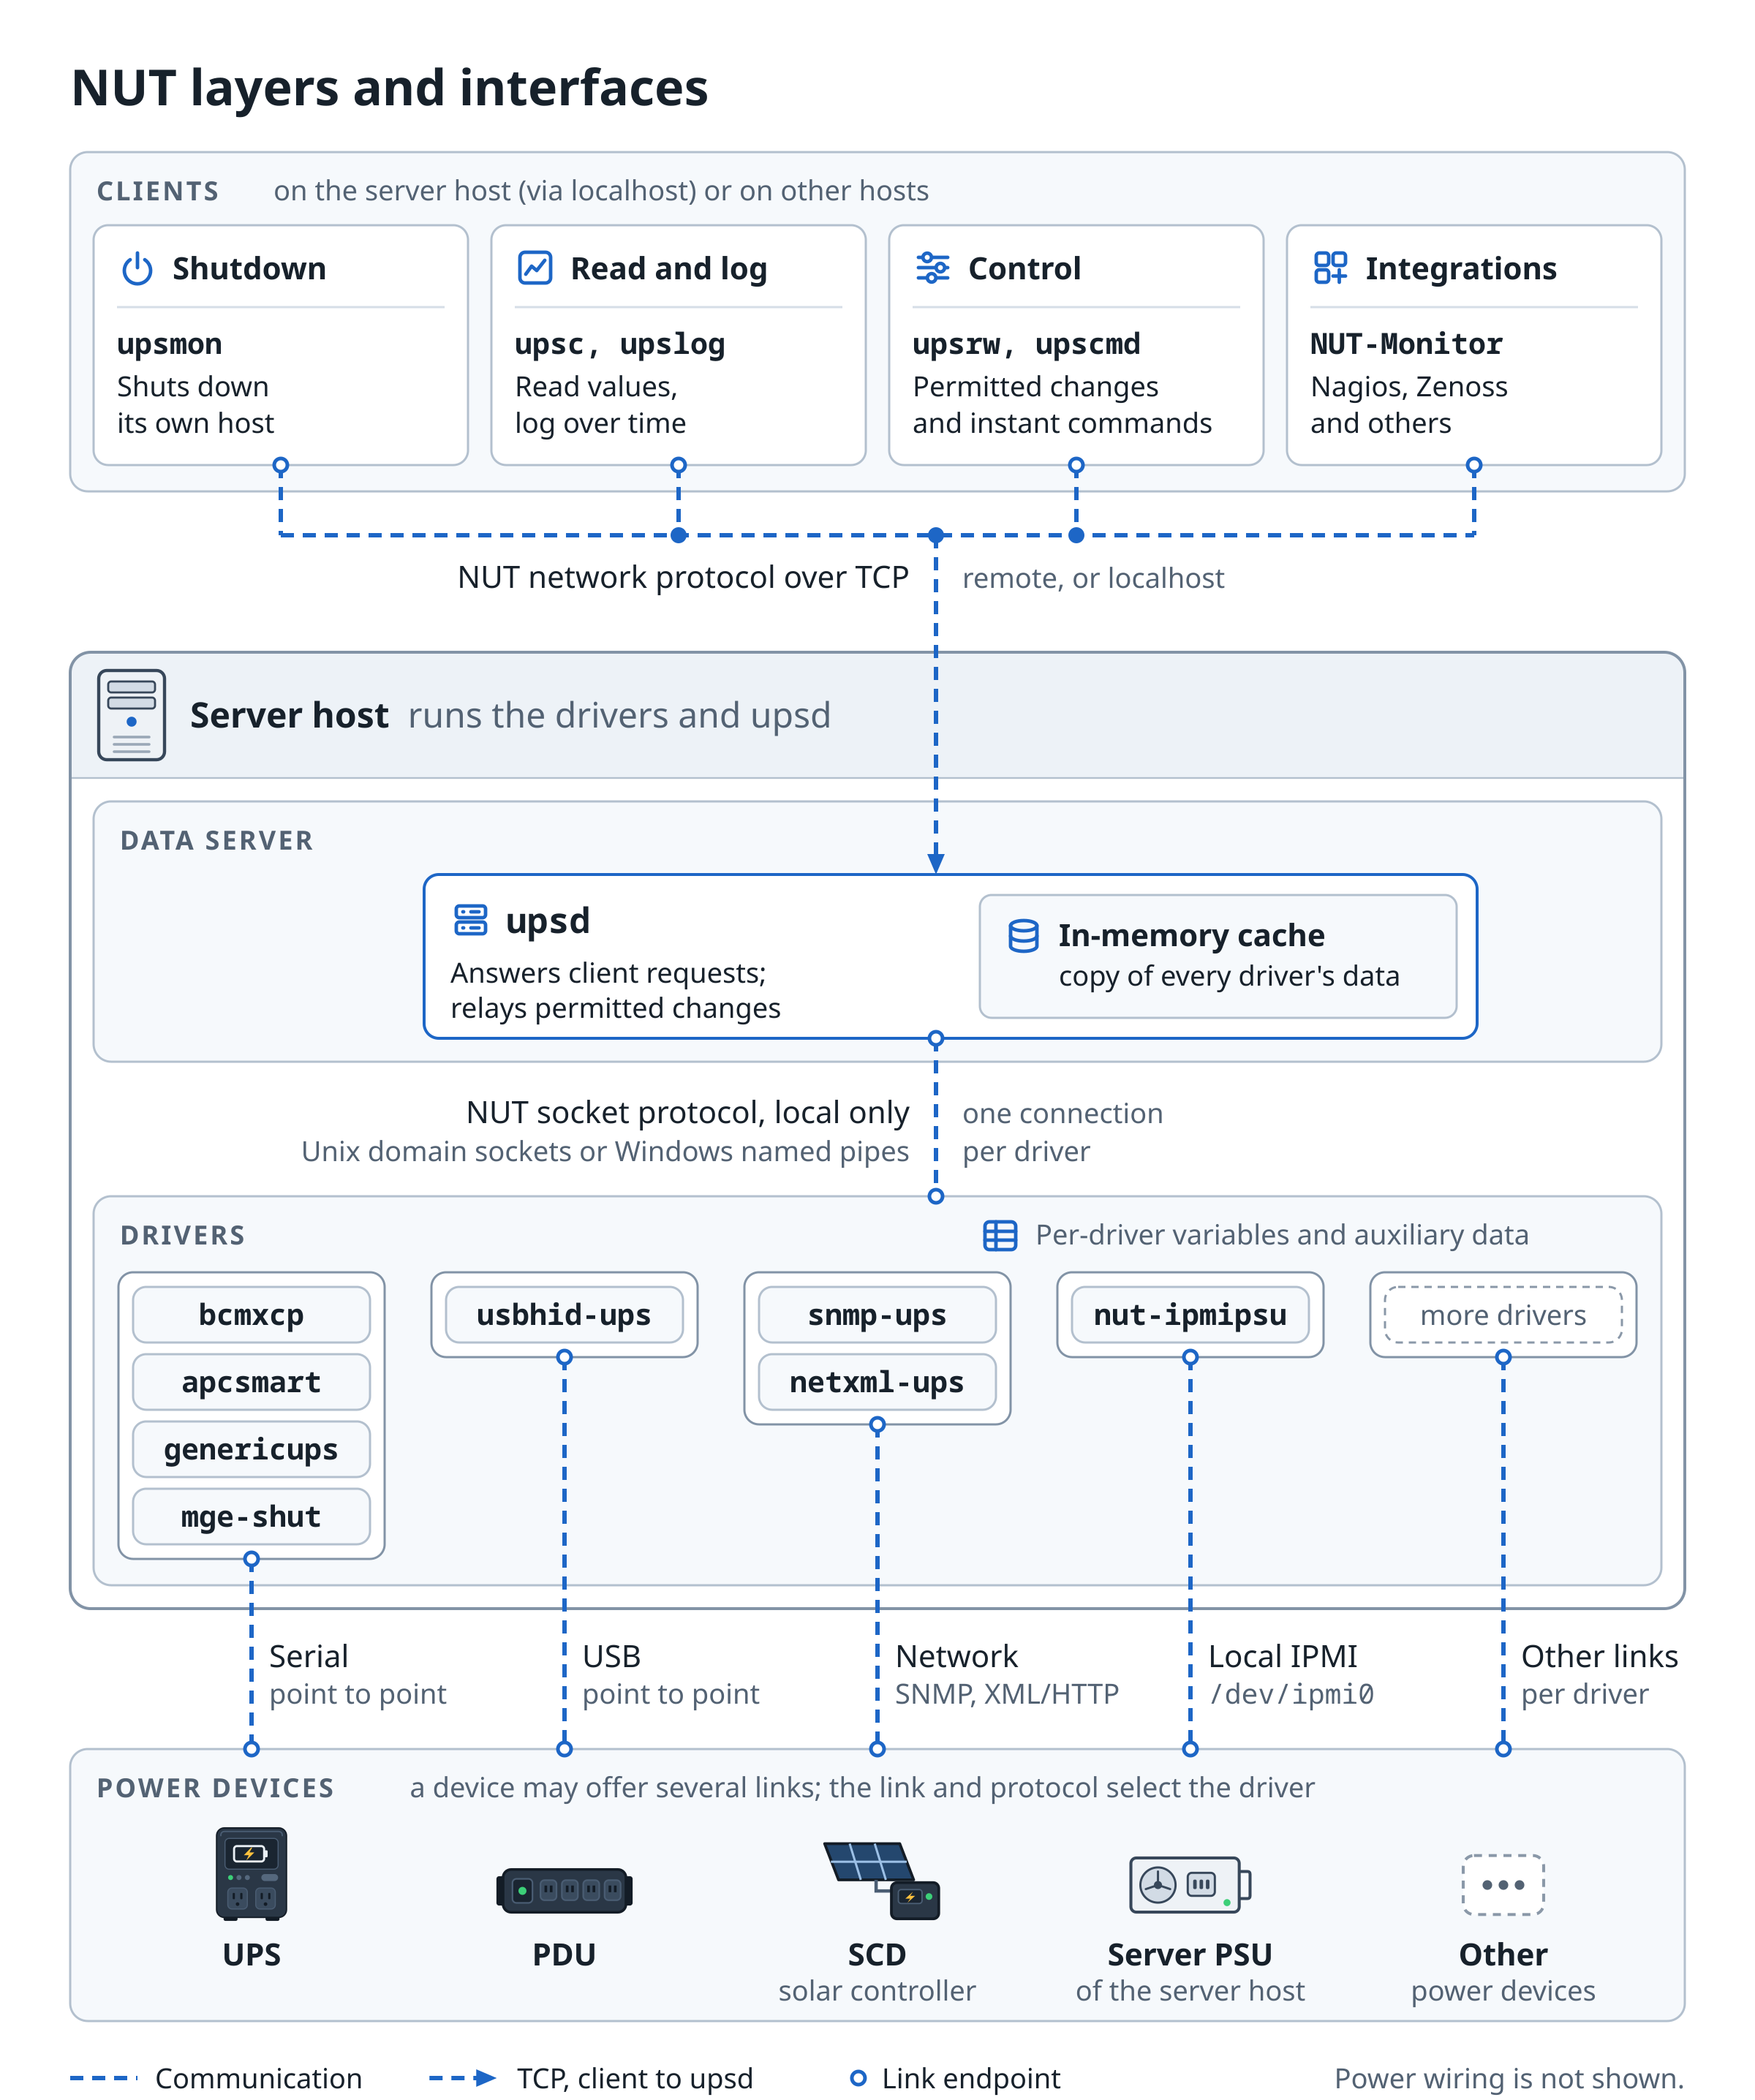 NUT layers and interfaces
CLIENTS on the server host (via localhost) or on other hosts
Shutdown
upsmon
Shuts down
its own host
Read and log
upsc, upslog
Read values,
log over time
Control
upsrw, upscmd
Permitted changes
and instant commands
Integrations
NUT-Monitor
Nagios, Zenoss
and others
NUT network protocol over TCP remote, or localhost
Server host runs the drivers and upsd
DATA SERVER
upsd
Answers client requests;
relays permitted changes
In-memory cache
copy of every driver's data
NUT socket protocol, local only
Unix domain sockets or Windows named pipes
one connection
per driver
DRIVERS
Per-driver variables and auxiliary data
bcmxcp
apcsmart
genericups
mge-shut
usbhid-ups
snmp-ups
netxml-ups
nut-ipmipsu
more drivers
Serial
point to point
USB
point to point
Network
SNMP, XML/HTTP
Local IPMI
/dev/ipmi0
Other links
per driver
POWER DEVICES a device may offer several links; the link and protocol select the driver
UPS
PDU
SCD
solar controller
Server PSU
of the server host
Other
power devices
Communication
TCP, client to upsd
Link endpoint
Power wiring is not shown.